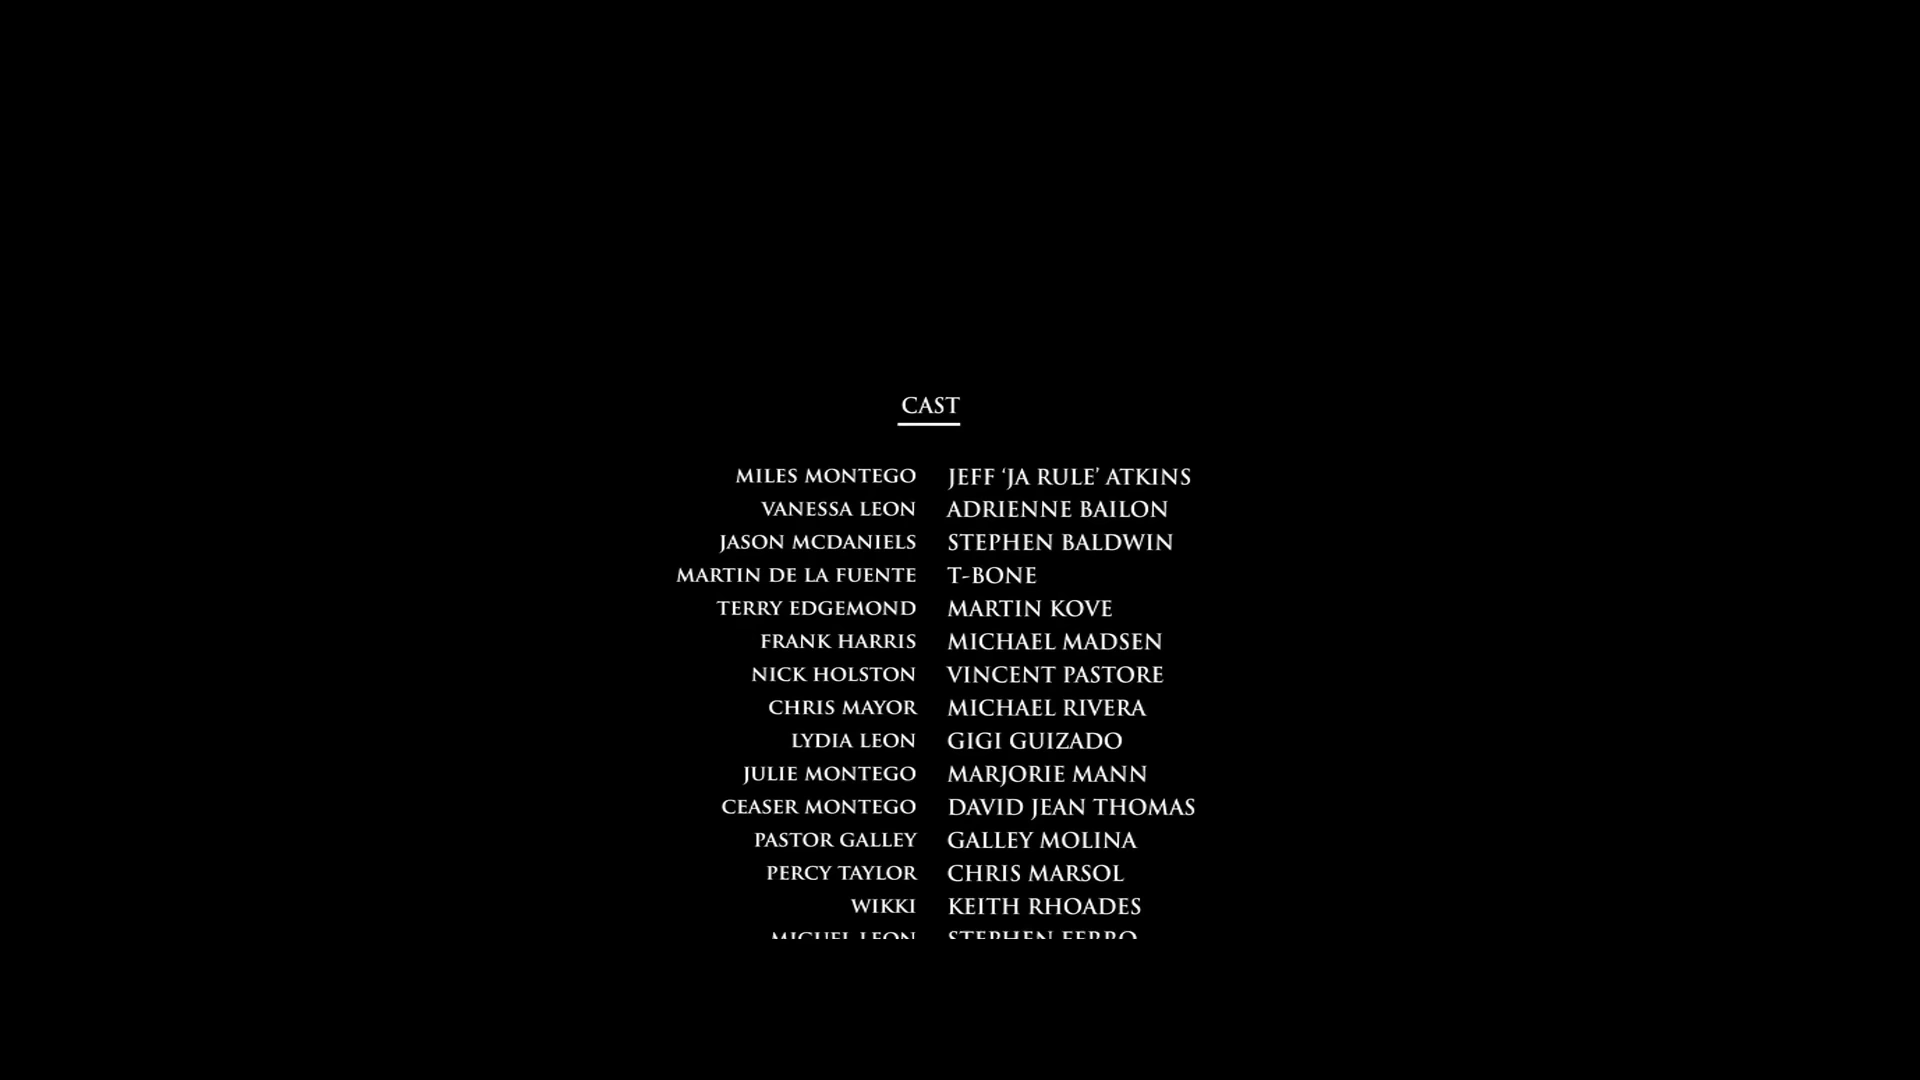 CAST
MILES MONTEGO JEFF ‘JA RULE’ ATKINS
VANESSA LEON ADRIENNE BAILON
JASON MCDANIELS STEPHEN BALDWIN
MARTIN DE LA FUENTE T-BONE
TERRY EDGEMOND MARTIN KOVE
FRANK HARRIS MICHAEL MADSEN
NICK HOLSTON VINCENT PASTORE
CHRIS MAYOR MICHAEL RIVERA
LYDIA LEON GIGI GUIZADO
JULIE MONTEGO MARJORIE MANN
CEASER MONTEGO DAVID JEAN THOMAS
PASTOR GALLEY GALLEY MOLINA
PERCY TAYLOR CHRIS MARSOL
WIKKI KEITH RHOADES
MIGUEL LEON STEPHEN